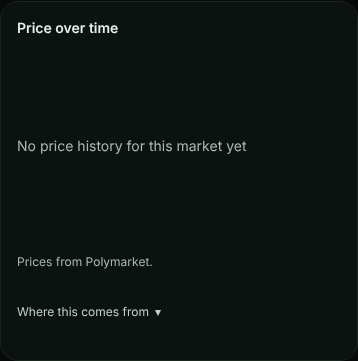 Price over time
No price history for this market yet
Prices from Polymarket.
Where this comes from ▼